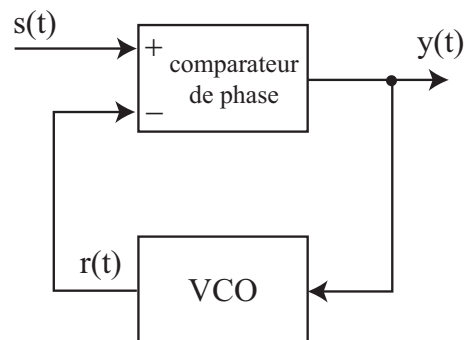 s(t)
y(t)
+
comparateur
de phase
−
r(t)
VCO